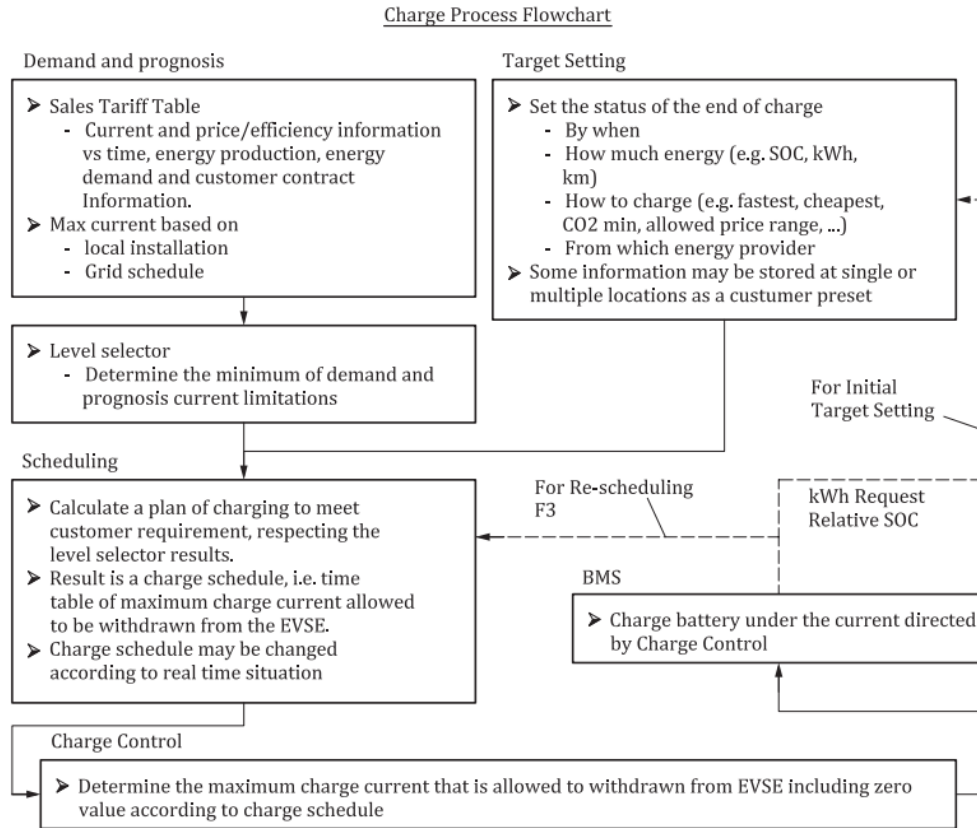 Charge Process Flowchart
Demand and prognosis
➤ Sales Tariff Table
- Current and price/efficiency information
vs time, energy production, energy
demand and customer contract
Information.
➤ Max current based on
- local installation
- Grid schedule
Target Setting
➤ Set the status of the end of charge
- By when
- How much energy (e.g. SOC, kWh,
km)
- How to charge (e.g. fastest, cheapest,
CO2 min, allowed price range, ...)
- From which energy provider
➤ Some information may be stored at single or
multiple locations as a custumer preset
➤ Level selector
- Determine the minimum of demand and
prognosis current limitations
For Initial
Target Setting
Scheduling
➤ Calculate a plan of charging to meet
customer requirement, respecting the
level selector results.
➤ Result is a charge schedule, i.e. time
table of maximum charge current allowed
to be withdrawn from the EVSE.
➤ Charge schedule may be changed
according to real time situation
For Re-scheduling
F3
kWh Request
Relative SOC
BMS
➤ Charge battery under the current directed
by Charge Control
Charge Control
➤ Determine the maximum charge current that is allowed to withdrawn from EVSE including zero
value according to charge schedule